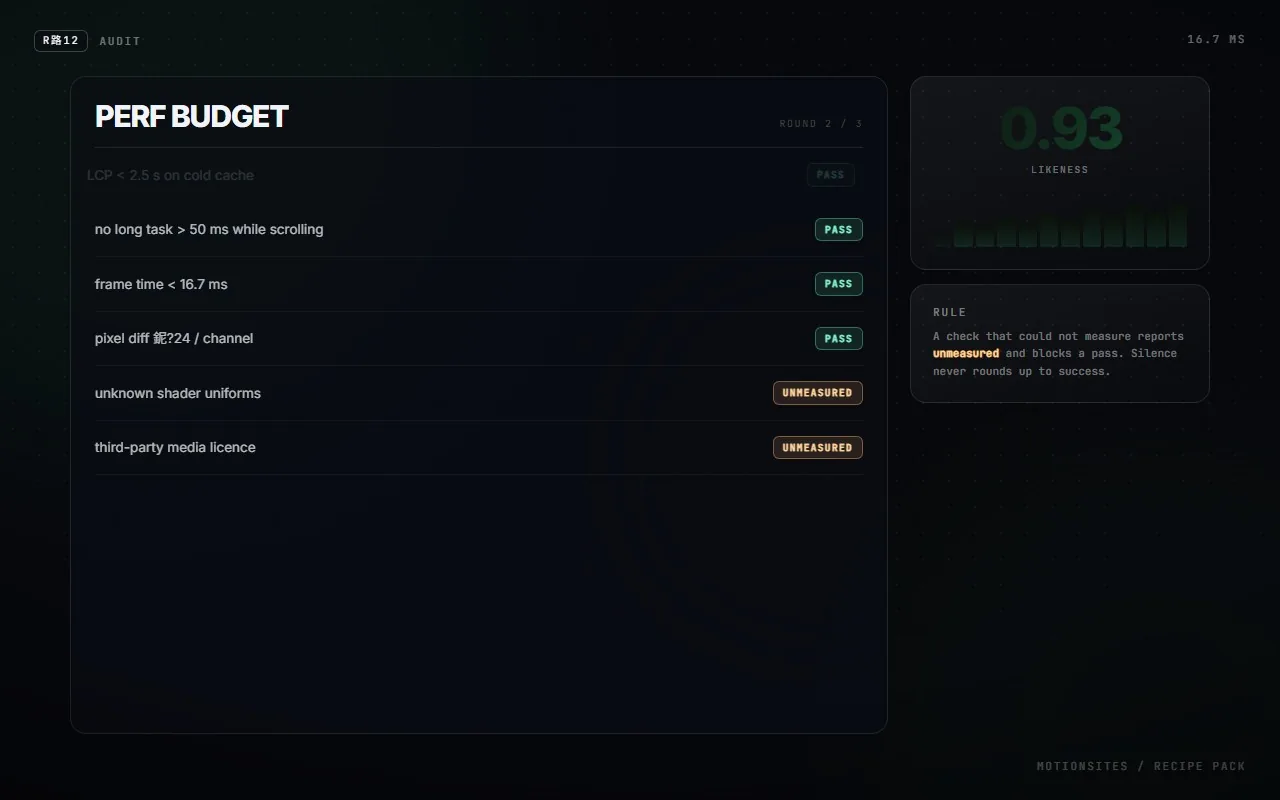 R路12 AUDIT
16.7 MS
PERF BUDGET
ROUND 2 / 3
LCP < 2.5 s on cold cache PASS
no long task > 50 ms while scrolling PASS
frame time < 16.7 ms PASS
pixel diff 鈮?24 / channel PASS
unknown shader uniforms UNMEASURED
third-party media licence UNMEASURED
0.93
LIKENESS
RULE
A check that could not measure reports
unmeasured and blocks a pass. Silence
never rounds up to success.
MOTIONSITES / RECIPE PACK